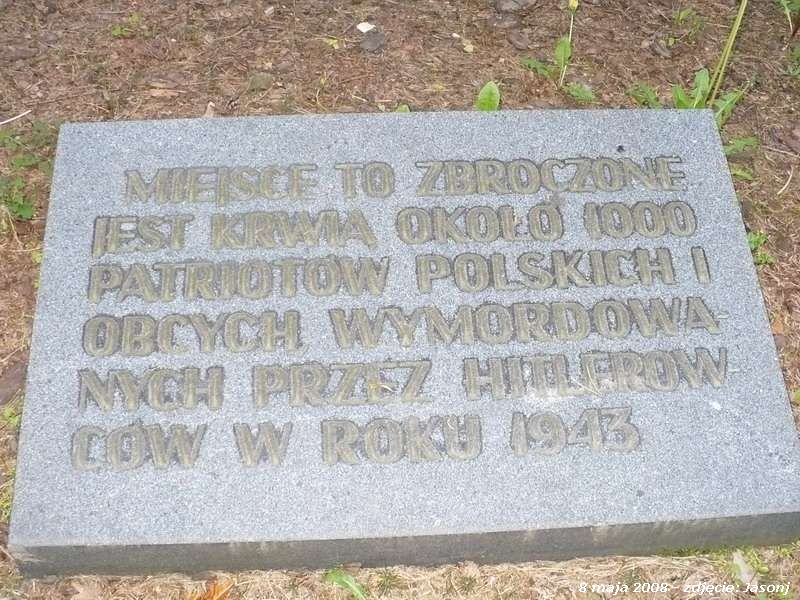 MIEJSCE TO ZBROCZONE
JEST KRWIA OKOŁO 1000
PATRIOTÓW POLSKICH I
OBCYCH WYMORDOWA
NYCH PRZEZ HITLEROW
CÓW W ROKU 1943
8 maja 2008 - zdjęcie: Jasonj